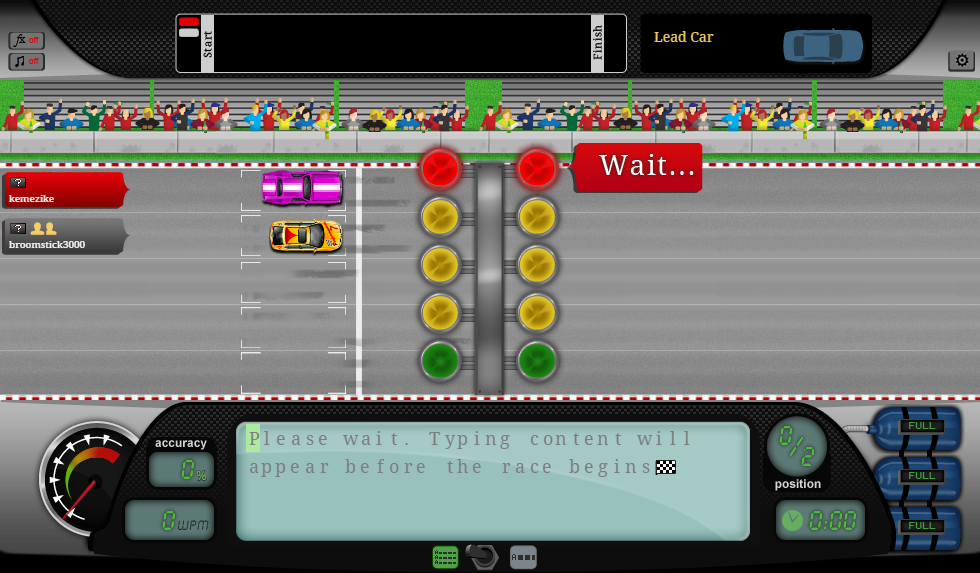 fx off
off
Start
Finish
Lead Car
Wait...
?
kemezike
?
broomstick3000
accuracy
0%
0WPM
Please wait. Typing content will
appear before the race begins
0/2
position
0:00
FULL
FULL
FULL